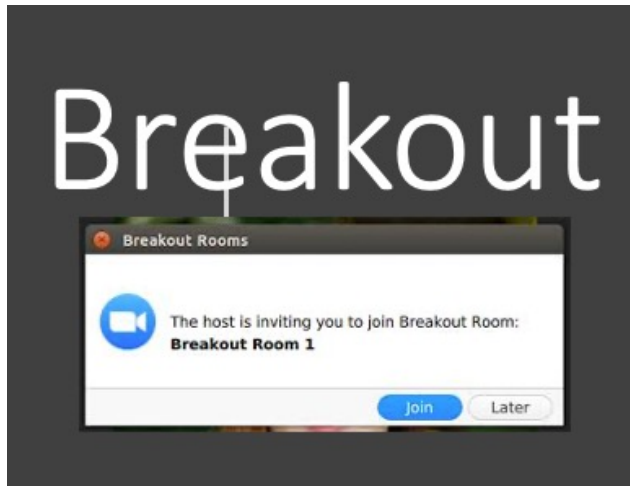 Breakout
Breakout Rooms
The host is inviting you to join Breakout Room:
Breakout Room 1
Join Later